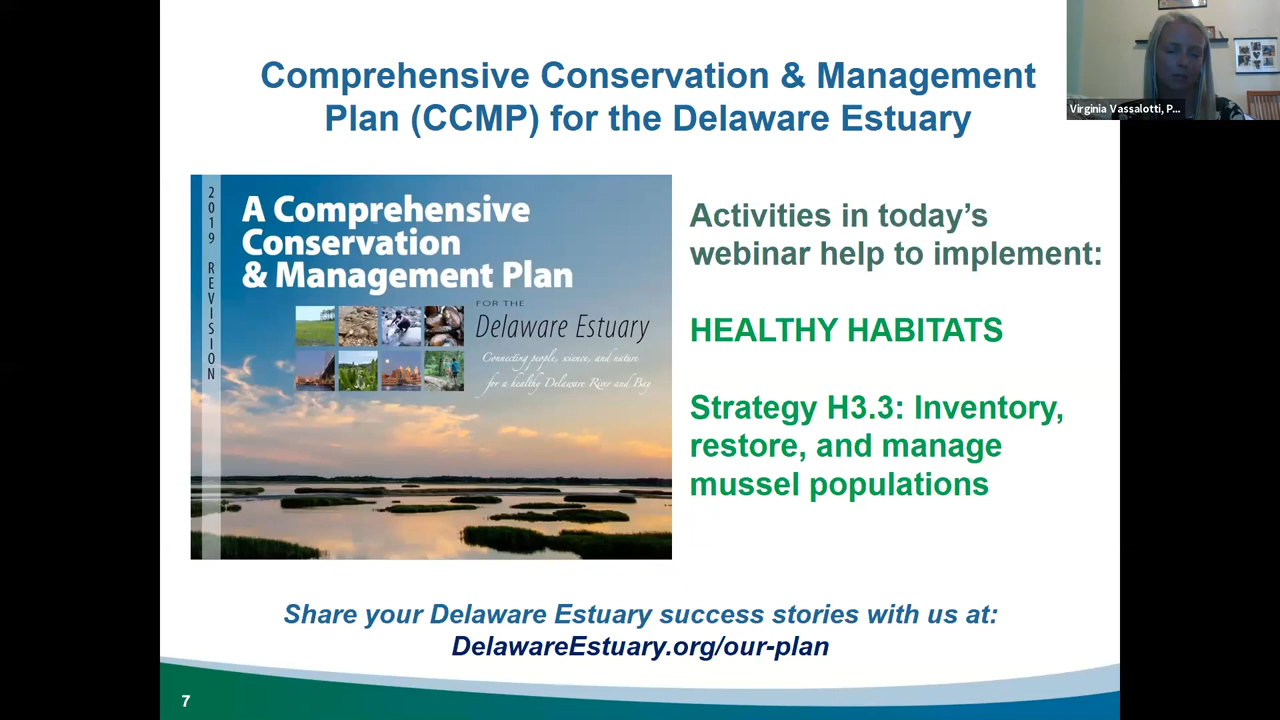 Comprehensive Conservation & Management
Plan (CCMP) for the Delaware Estuary
Virginia Vassalotti, P...
2019 REVISION
A Comprehensive
Conservation
& Management Plan
FOR THE
Delaware Estuary
Connecting people, science, and nature
for a healthy Delaware River and Bay
Activities in today’s
webinar help to implement:
HEALTHY HABITATS
Strategy H3.3: Inventory,
restore, and manage
mussel populations
Share your Delaware Estuary success stories with us at:
DelawareEstuary.org/our-plan
7